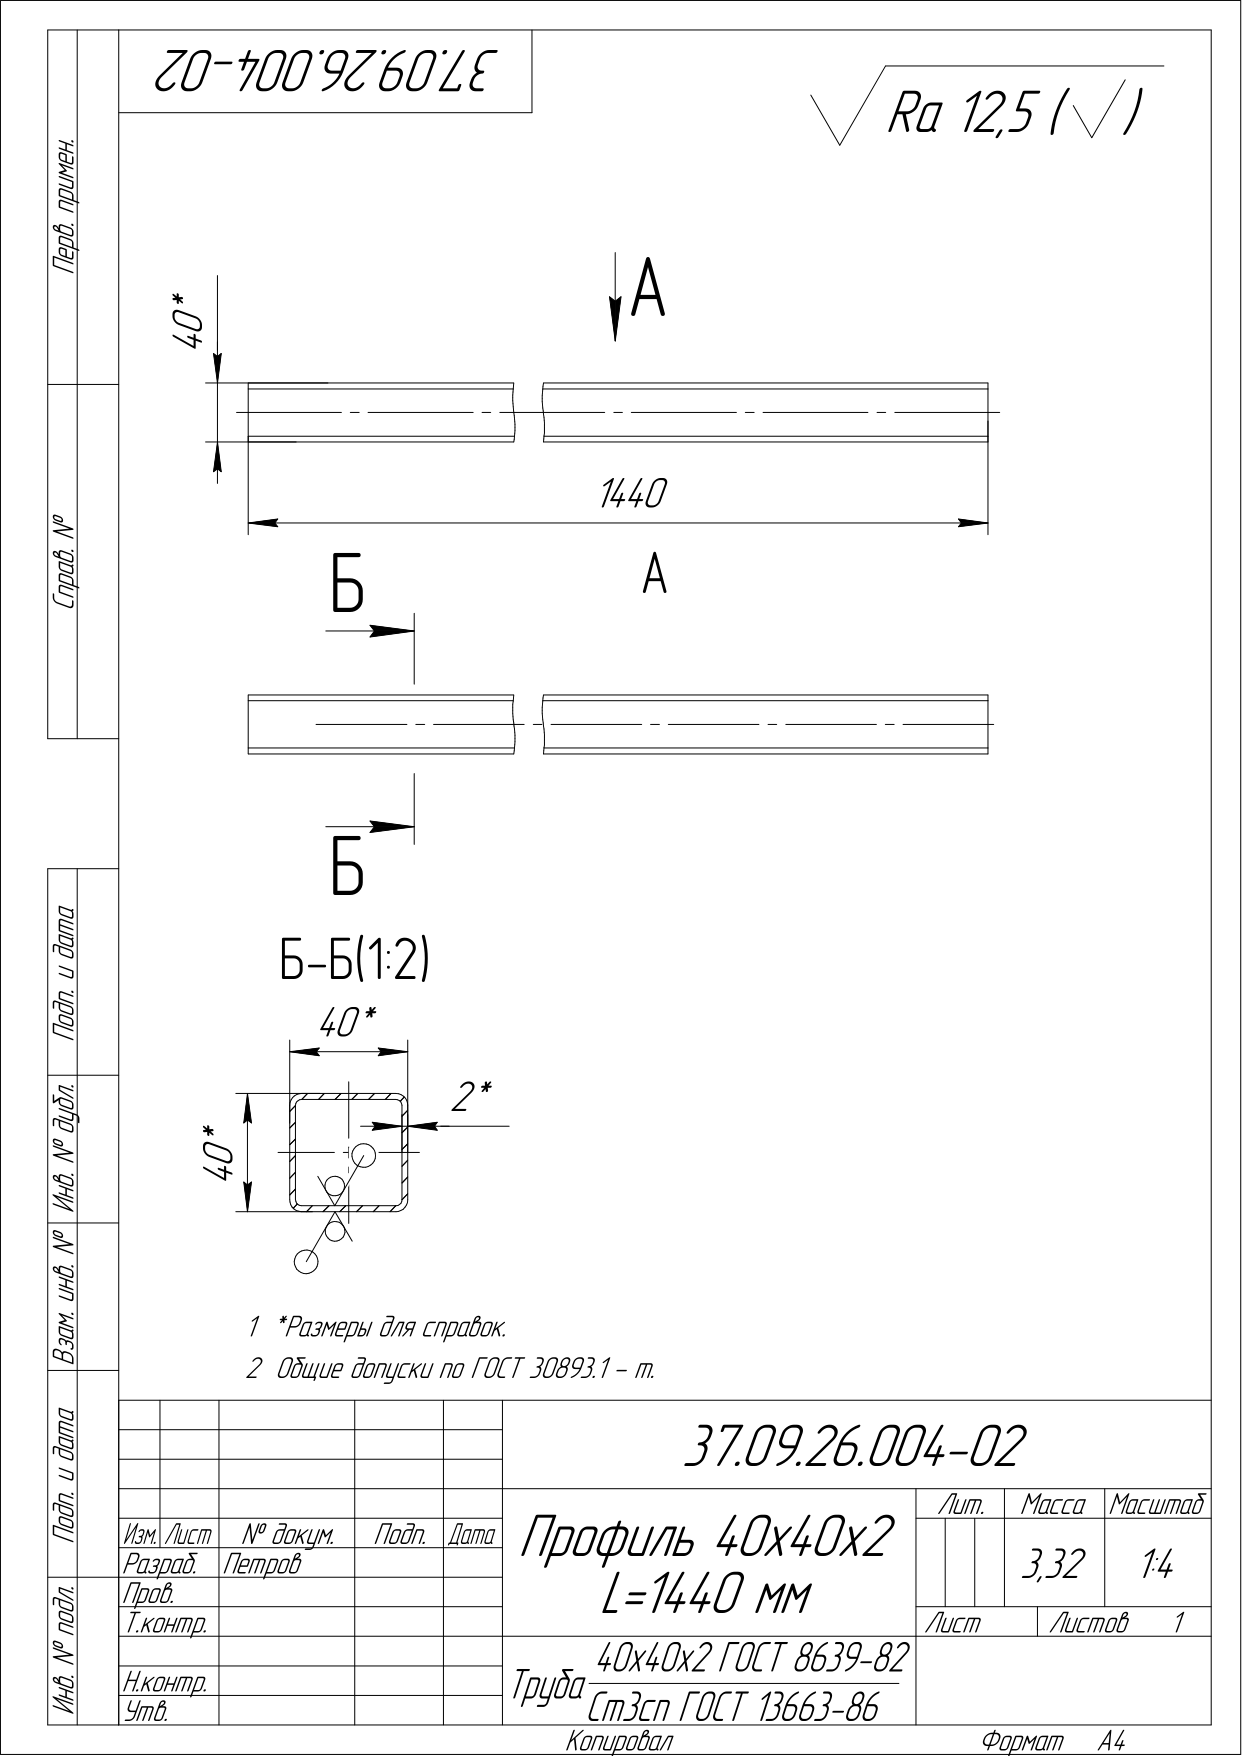 37.09.26.004-02
Ra 12,5 (√)
Перв. примен.
Справ. №
Подп. и дата
Инв. № дубл.
Взам. инв. №
Подп. и дата
Инв. № подл.
А
40*
1440
А
Б
Б
Б-Б(1:2)
40*
2*
40*
1 *Размеры для справок.
2 Общие допуски по ГОСТ 30893.1 - т.
37.09.26.004-02
Лит. Масса Масштаб
Изм. Лист № докум. Подп. Дата
Разраб. Петров
Пров.
Т.контр.
Н.контр.
Утв.
Профиль 40х40х2
L=1440 мм
3,32 1:4
Лист Листов 1
Труба 40х40х2 ГОСТ 8639-82
Ст3сп ГОСТ 13663-86
Копировал Формат А4